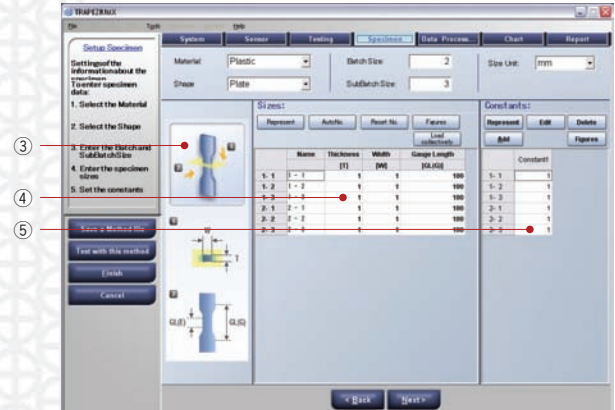 TRAPEZIUMX
File Tools Help
System Sensor Testing Specimen Data Process... Chart Report
Setup Specimen
Settings of the
information about the
specimen
To enter specimen
data:
1. Select the Material
2. Select the Shape
3. Enter the Batch and
SubBatch Size
4. Enter the specimen
sizes
5. Set the constants
Material: Plastic
Shape: Plate
Batch Size: 2
SubBatch Size: 3
Size Unit: mm
③
④
⑤
W
T
GL(E) GL(G)
Sizes:
Represent AutoNo. Reset No. Figures
Load collectively
Name Thickness Width Gauge Length
[T] [W] [GL(G)]
1- 1 1 - 1 1 1 100
1- 2 1 - 2 1 1 100
1- 3 1 - 3 1 1 100
2- 1 2 - 1 1 1 100
2- 2 2 - 2 1 1 100
2- 3 2 - 3 1 1 100
Constants:
Represent Edit Delete
Add Figures
Constant1
1- 1 1
1- 2 1
1- 3 1
2- 1 1
2- 2 1
2- 3 1
Save a Method file
Test with this method
Finish
Cancel
< Back Next >